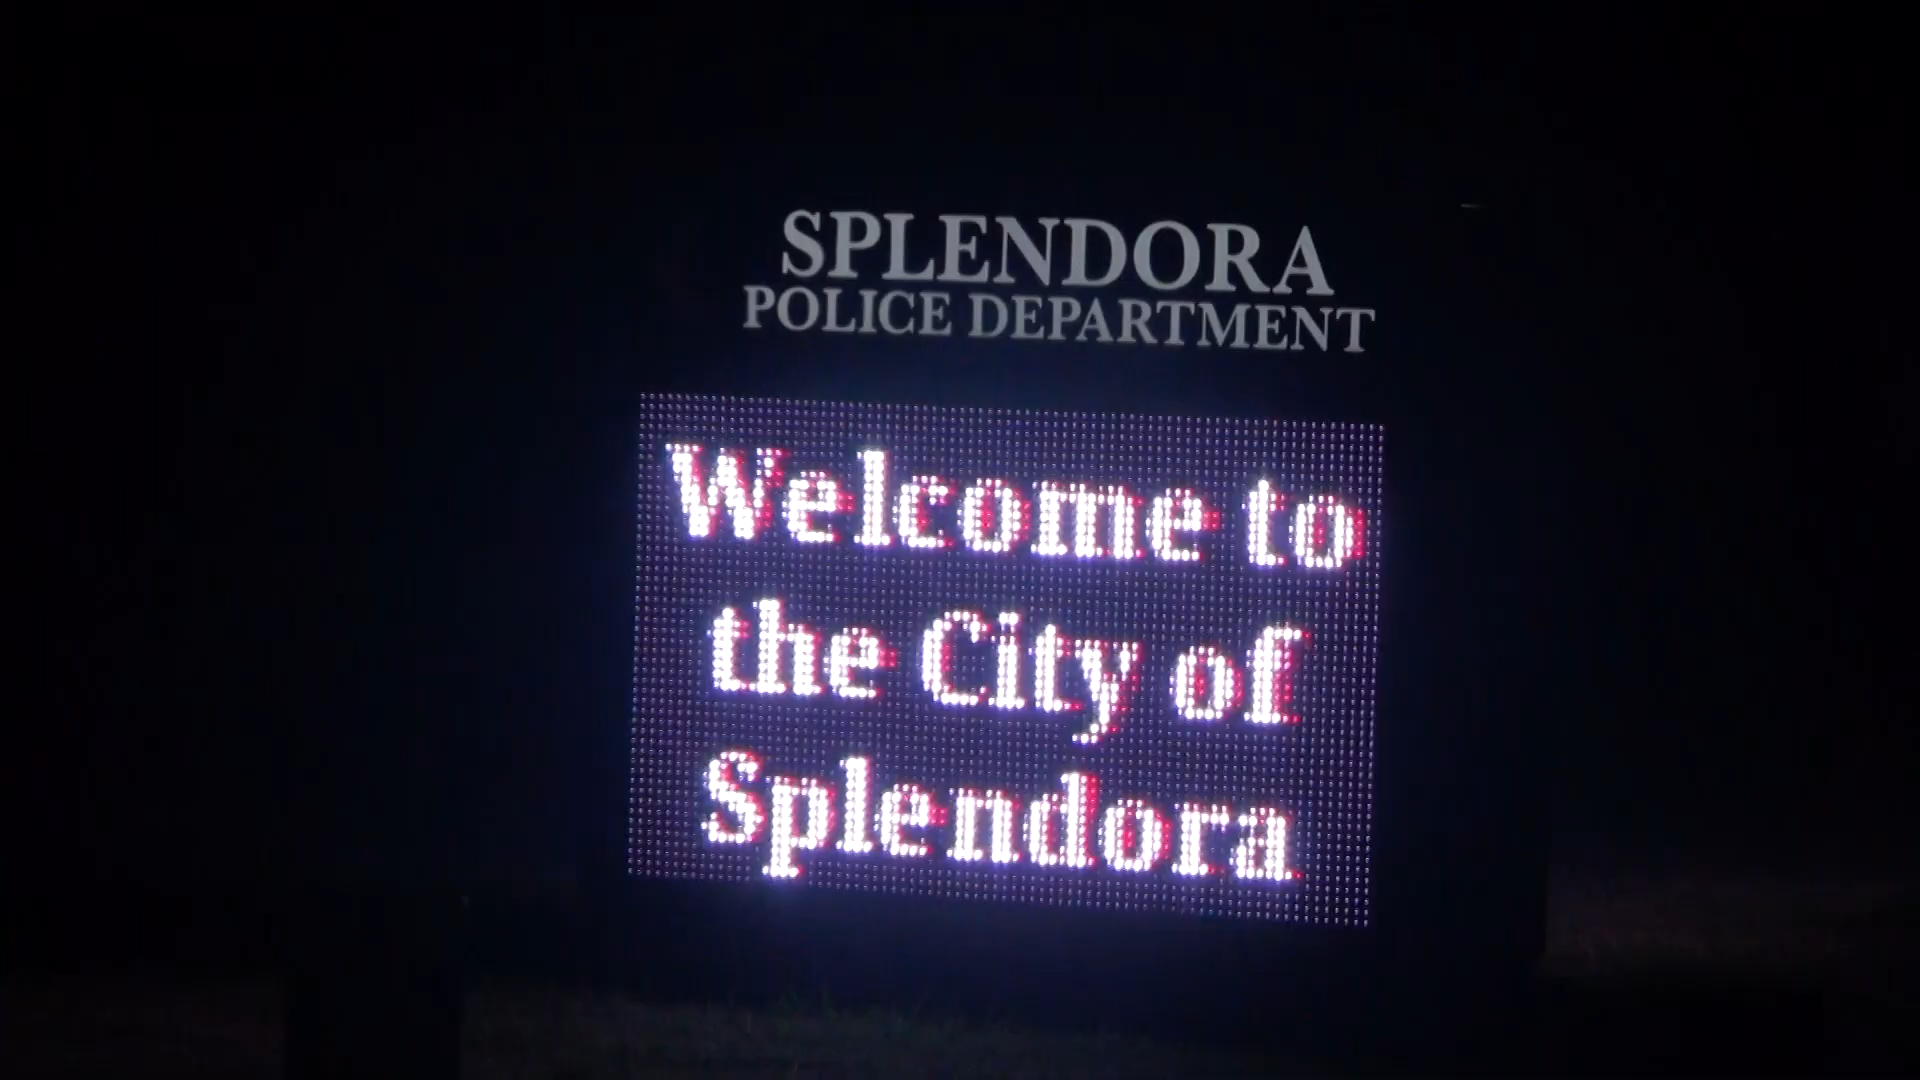 SPLENDORA
POLICE DEPARTMENT
Welcome to
the City of
Splendora